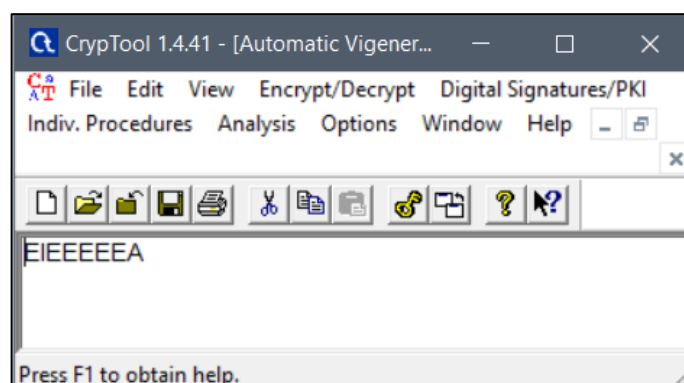 CrypTool 1.4.41 - [Automatic Vigener...
File Edit View Encrypt/Decrypt Digital Signatures/PKI
Indiv. Procedures Analysis Options Window Help
EIEEEEEA
Press F1 to obtain help.